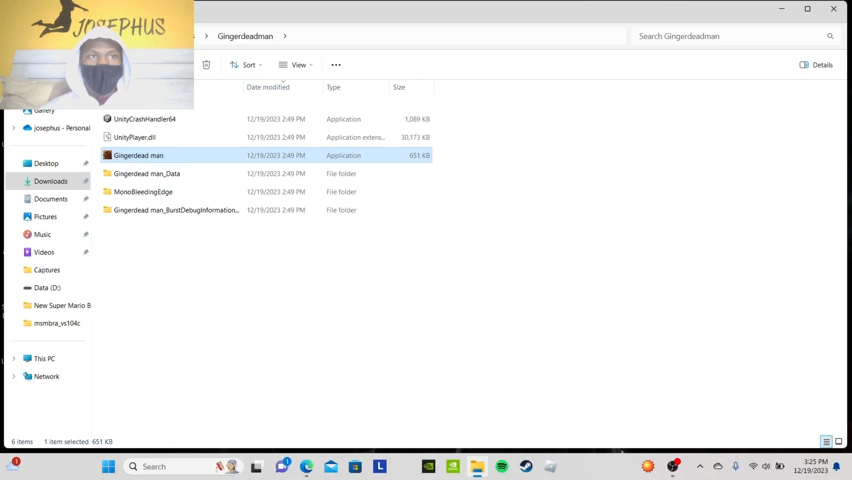 JOSEPHUS
Gingerdeadman
Search Gingerdeadman
Sort
View
Details
Date modified
Type
Size
Gallery
josephus - Personal
Desktop
Downloads
Documents
Pictures
Music
Videos
Captures
Data (D:)
New Super Mario B
msmbra_vs104c
This PC
Network
UnityCrashHandler64 12/19/2023 2:49 PM Application 1,089 KB
UnityPlayer.dll 12/19/2023 2:49 PM Application extens... 30,173 KB
Gingerdead man 12/19/2023 2:49 PM Application 651 KB
Gingerdead man_Data 12/19/2023 2:49 PM File folder
MonoBleedingEdge 12/19/2023 2:49 PM File folder
Gingerdead man_BurstDebugInformation... 12/19/2023 2:49 PM File folder
6 items 1 item selected 651 KB
1
Search
1
L
3:25 PM
12/19/2023